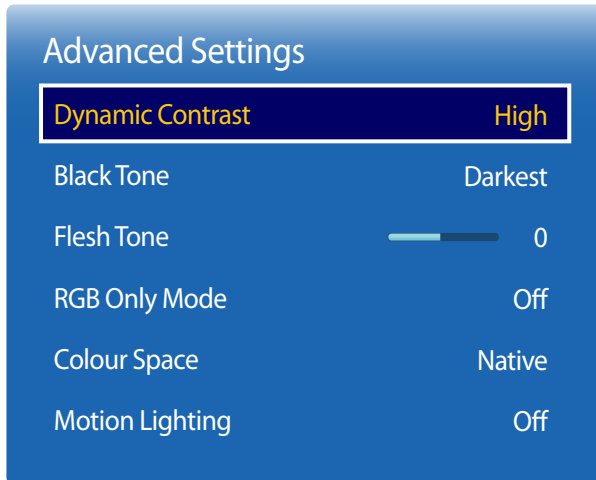 Advanced Settings
Dynamic Contrast High
Black Tone Darkest
Flesh Tone 0
RGB Only Mode Off
Colour Space Native
Motion Lighting Off